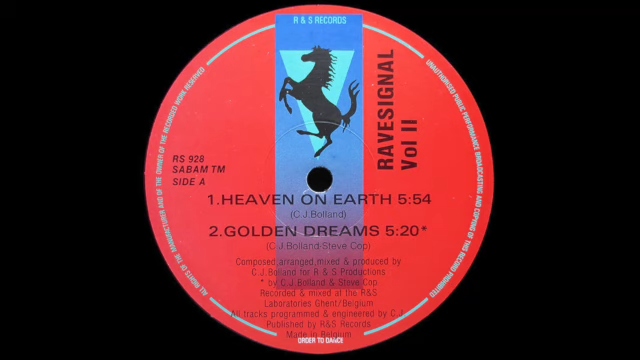 R & S RECORDS
RAVESIGNAL
Vol II
RS 928
SABAM TM
SIDE A
1.HEAVEN ON EARTH 5:54
(C.J.Bolland)
2.GOLDEN DREAMS 5:20*
(C.J.Bolland-Steve Cop)
Composed,arranged,mixed & produced by
C.J.Bolland for R & S Productions
* by C.J.Bolland & Steve Cop
Recorded & mixed at the R&S
Laboratories Ghent/Belgium
All tracks programmed & engineered by C.J.
Published by R&S Records
Made in Belgium
ORDER TO DANCE
ALL RIGHTS OF THE MANUFACTURER AND OF THE OWNER OF THE RECORDED WORK RESERVED
UNAUTHORISED PUBLIC PERFORMANCE BROADCASTING AND COPYING OF THIS RECORD PROHIBITED